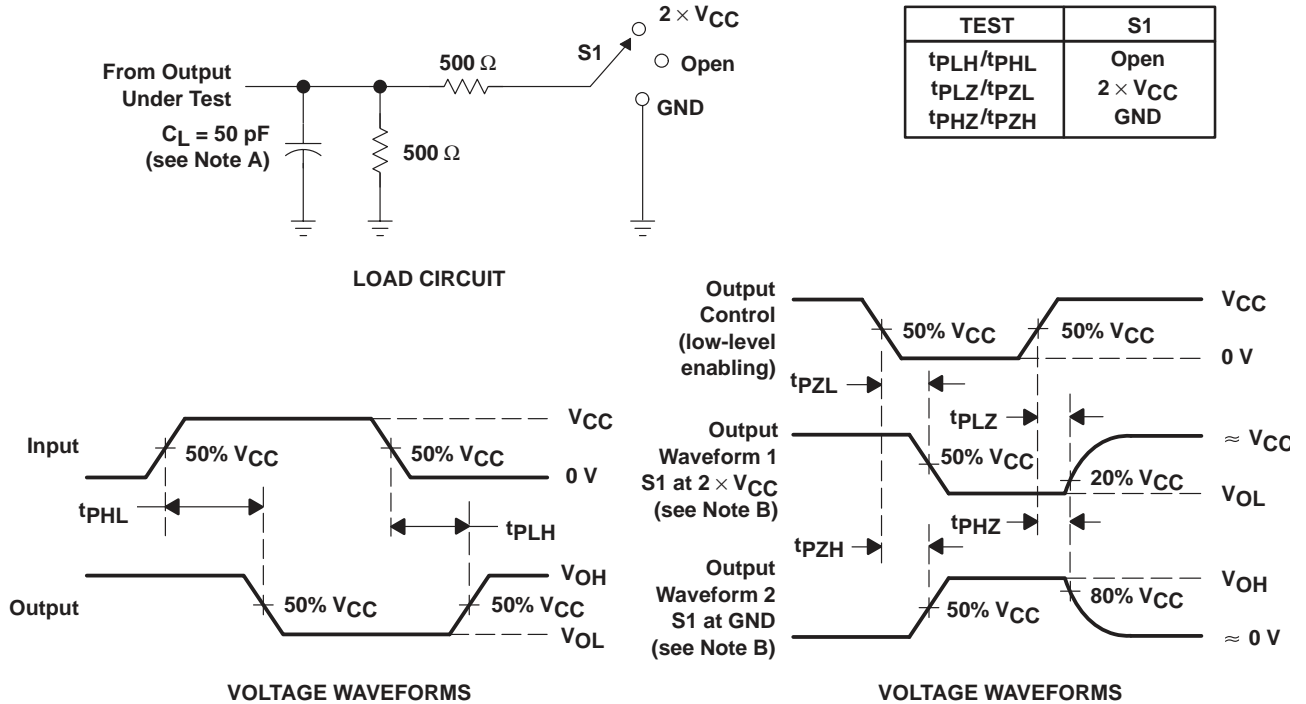 2 × VCC
S1
500 Ω
Open
From Output
Under Test
GND
CL = 50 pF
(see Note A)
500 Ω
LOAD CIRCUIT
TEST S1
tPLH/tPHL Open
tPLZ/tPZL 2 × VCC
tPHZ/tPZH GND
Input
VCC
50% VCC
50% VCC
0 V
tPHL
tPLH
Output
VOH
50% VCC
50% VCC
VOL
VOLTAGE WAVEFORMS
Output
Control
(low-level
enabling)
VCC
50% VCC
50% VCC
0 V
tPZL
tPLZ
Output
Waveform 1
S1 at 2 × VCC
(see Note B)
≈ VCC
50% VCC
20% VCC
VOL
tPHZ
tPZH
Output
Waveform 2
S1 at GND
(see Note B)
VOH
50% VCC
80% VCC
≈ 0 V
VOLTAGE WAVEFORMS